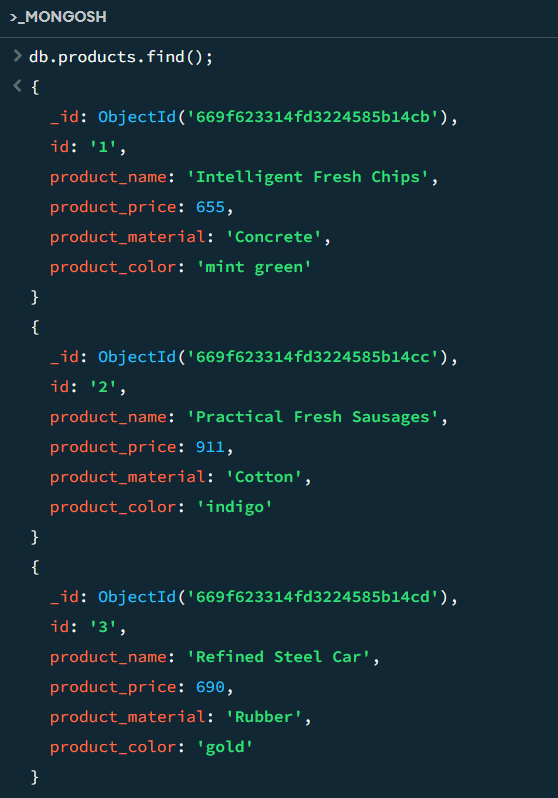 >_MONGOSH
> db.products.find();
< {
_id: ObjectId('669f623314fd3224585b14cb'),
id: '1',
product_name: 'Intelligent Fresh Chips',
product_price: 655,
product_material: 'Concrete',
product_color: 'mint green'
}
{
_id: ObjectId('669f623314fd3224585b14cc'),
id: '2',
product_name: 'Practical Fresh Sausages',
product_price: 911,
product_material: 'Cotton',
product_color: 'indigo'
}
{
_id: ObjectId('669f623314fd3224585b14cd'),
id: '3',
product_name: 'Refined Steel Car',
product_price: 690,
product_material: 'Rubber',
product_color: 'gold'
}